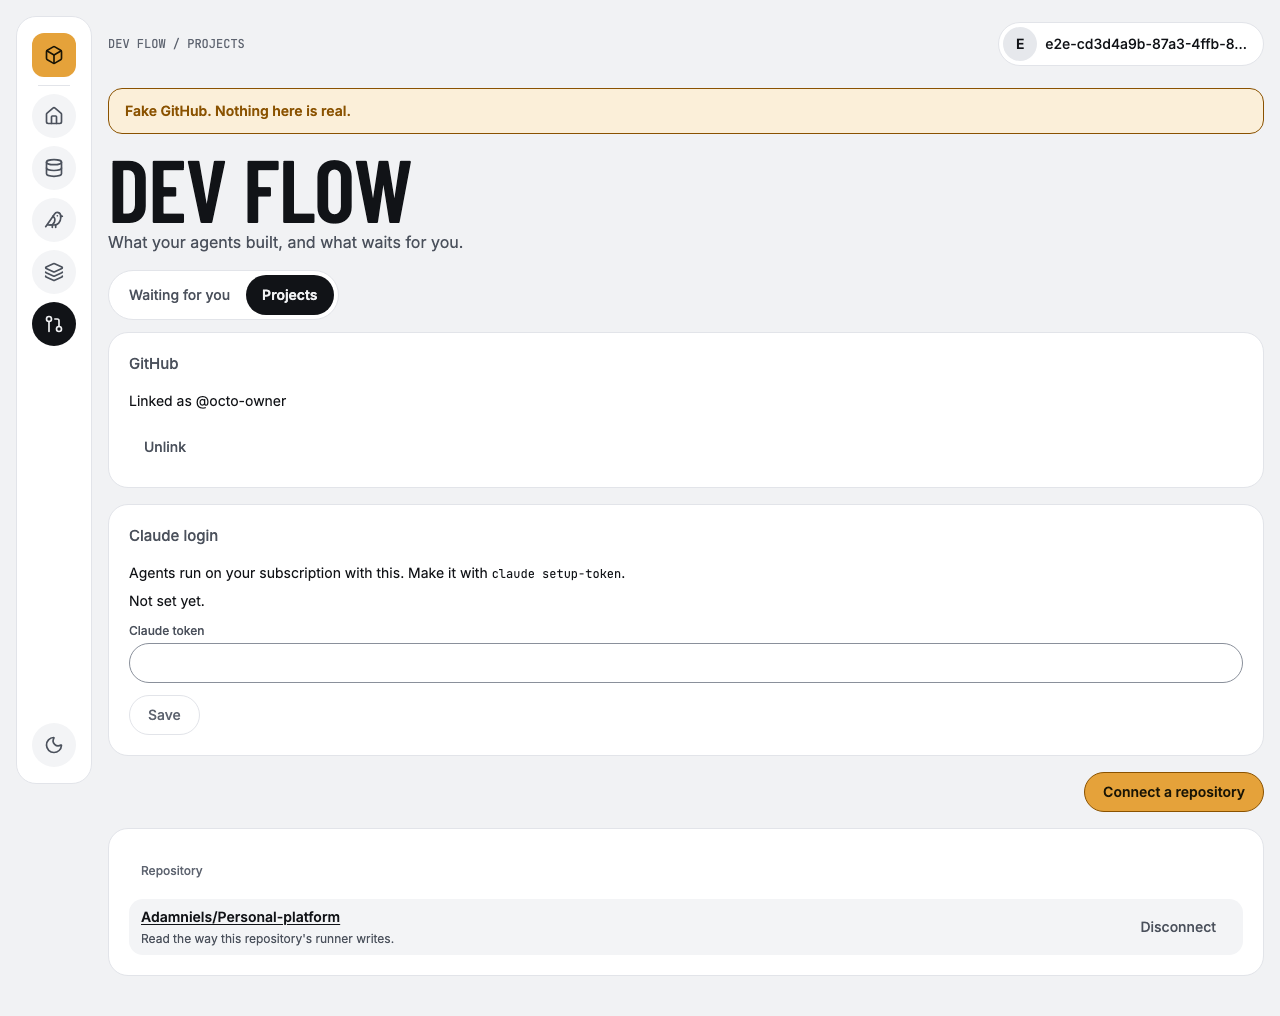 DEV FLOW / PROJECTS
E
e2e-cd3d4a9b-87a3-4ffb-8...
Fake GitHub. Nothing here is real.
DEV FLOW
What your agents built, and what waits for you.
Waiting for you
Projects
GitHub
Linked as @octo-owner
Unlink
Claude login
Agents run on your subscription with this. Make it with claude setup-token.
Not set yet.
Claude token
Save
Connect a repository
Repository
Adamniels/Personal-platform
Read the way this repository's runner writes.
Disconnect